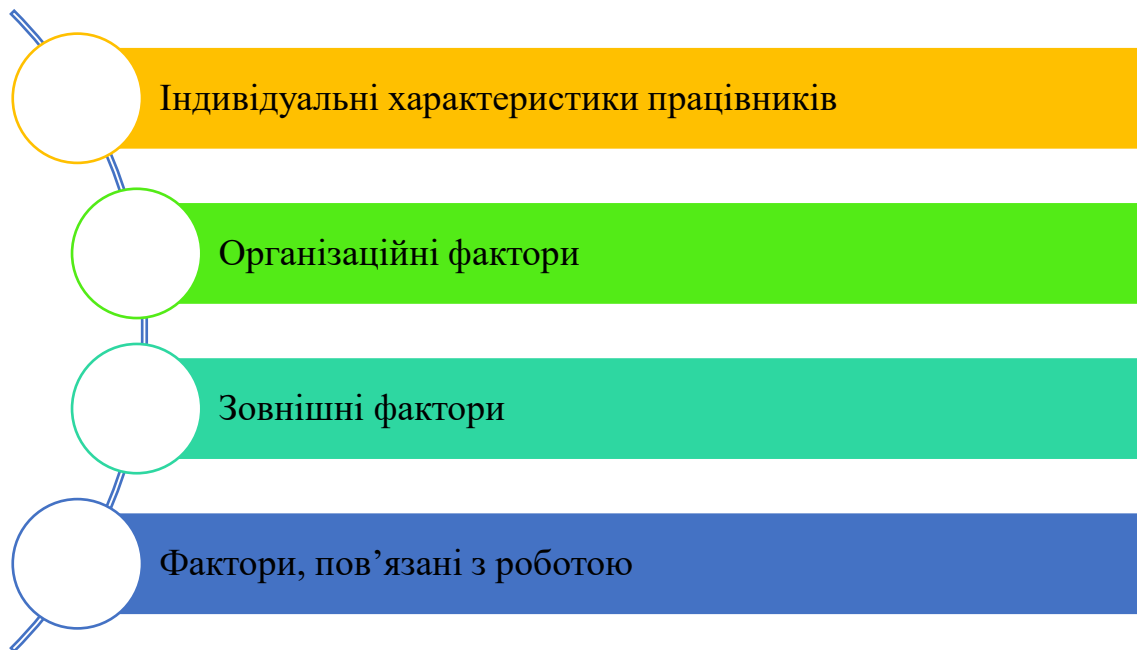 Індивідуальні характеристики працівників
Організаційні фактори
Зовнішні фактори
Фактори, пов’язані з роботою